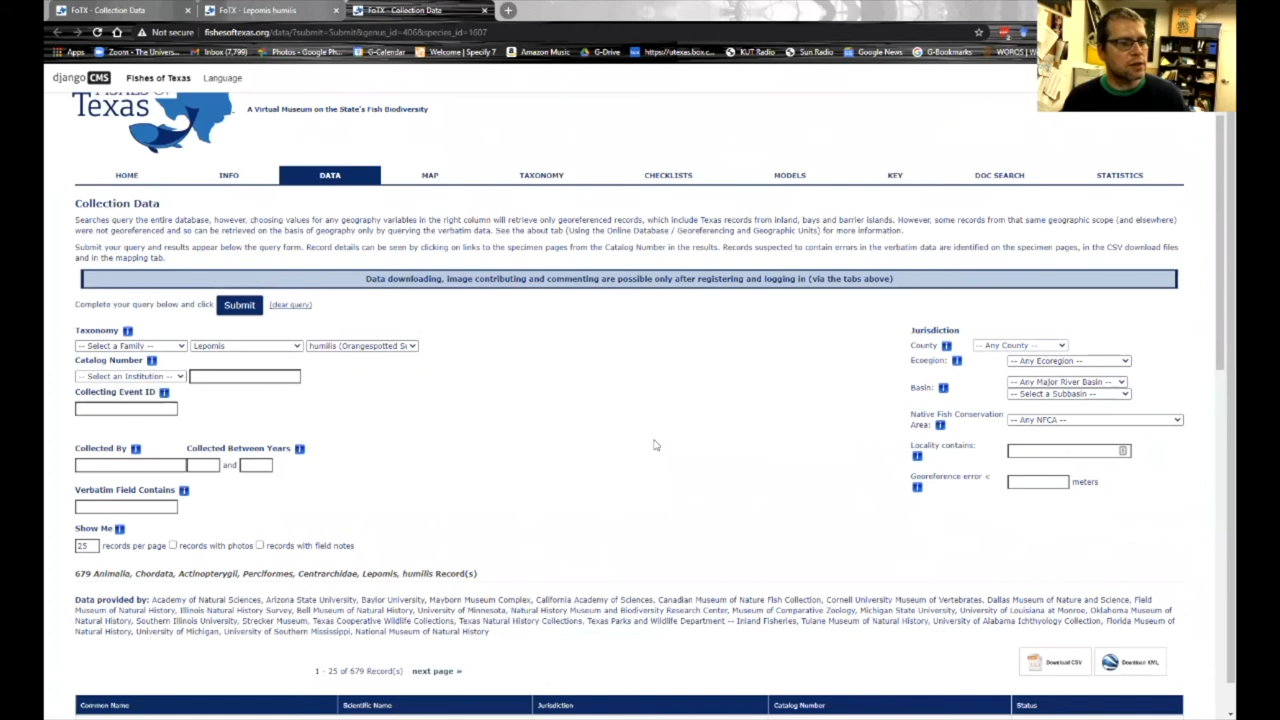 FoTX - Collection Data × FoTX - Lepomis humilis × FoTX - Collection Data × +
Not secure fishesoftexas.org/data/?submit=Submit&genus_id=406&species_id=1607
Apps Zoom - The Univers... Inbox (7,799) Photos - Google Ph... G-Calendar Welcome | Specify 7 Amazon Music G-Drive https://utexas.box.c... KUT Radio Sun Radio Google News G-Bookmarks
django CMS Fishes of Texas Language
Texas
A Virtual Museum on the State's Fish Biodiversity
HOME INFO DATA MAP TAXONOMY CHECKLISTS MODELS KEY DOC SEARCH STATISTICS
Collection Data
Searches query the entire database, however, choosing values for any geography variables in the right column will retrieve only georeferenced records, which include Texas records from inland, bays and barrier islands. However, some records from that same geographic scope (and elsewhere)
were not georeferenced and so can be retrieved on the basis of geography only by querying the verbatim data. See the about tab (Using the Online Database / Georeferencing and Geographic Units) for more information.
Submit your query and results appear below the query form. Record details can be seen by clicking on links to the specimen pages from the Catalog Number in the results. Records suspected to contain errors in the verbatim data are identified on the specimen pages, in the CSV download files
and in the mapping tab.
Data downloading, image contributing and commenting are possible only after registering and logging in (via the tabs above)
Complete your query below and click Submit (clear query)
Taxonomy
-- Select a Family -- Lepomis humilis (Orangespotted Su
Catalog Number
-- Select an Institution --
Collecting Event ID
Collected By Collected Between Years
and
Verbatim Field Contains
Show Me
25 records per page records with photos records with field notes
Jurisdiction
County -- Any County --
Ecoegion: -- Any Ecoregion --
Basin: -- Any Major River Basin --
-- Select a Subbasin --
Native Fish Conservation
Area: -- Any NFCA --
Locality contains:
Georeference error < meters
679 Animalia, Chordata, Actinopterygii, Perciformes, Centrarchidae, Lepomis, humilis Record(s)
Data provided by: Academy of Natural Sciences, Arizona State University, Baylor University, Mayborn Museum Complex, California Academy of Sciences, Canadian Museum of Nature Fish Collection, Cornell University Museum of Vertebrates, Dallas Museum of Nature and Science, Field
Museum of Natural History, Illinois Natural History Survey, Bell Museum of Natural History, University of Minnesota, Natural History Museum and Biodiversity Research Center, Museum of Comparative Zoology, Michigan State University, University of Louisiana at Monroe, Oklahoma Museum of
Natural History, Southern Illinois University, Strecker Museum, Texas Cooperative Wildlife Collections, Texas Natural History Collections, Texas Parks and Wildlife Department -- Inland Fisheries, Tulane Museum of Natural History, University of Alabama Ichthyology Collection, Florida Museum of
Natural History, University of Michigan, University of Southern Mississippi, National Museum of Natural History
1 - 25 of 679 Record(s) next page »
Download CSV Download KML
Common Name Scientific Name Jurisdiction Catalog Number Status